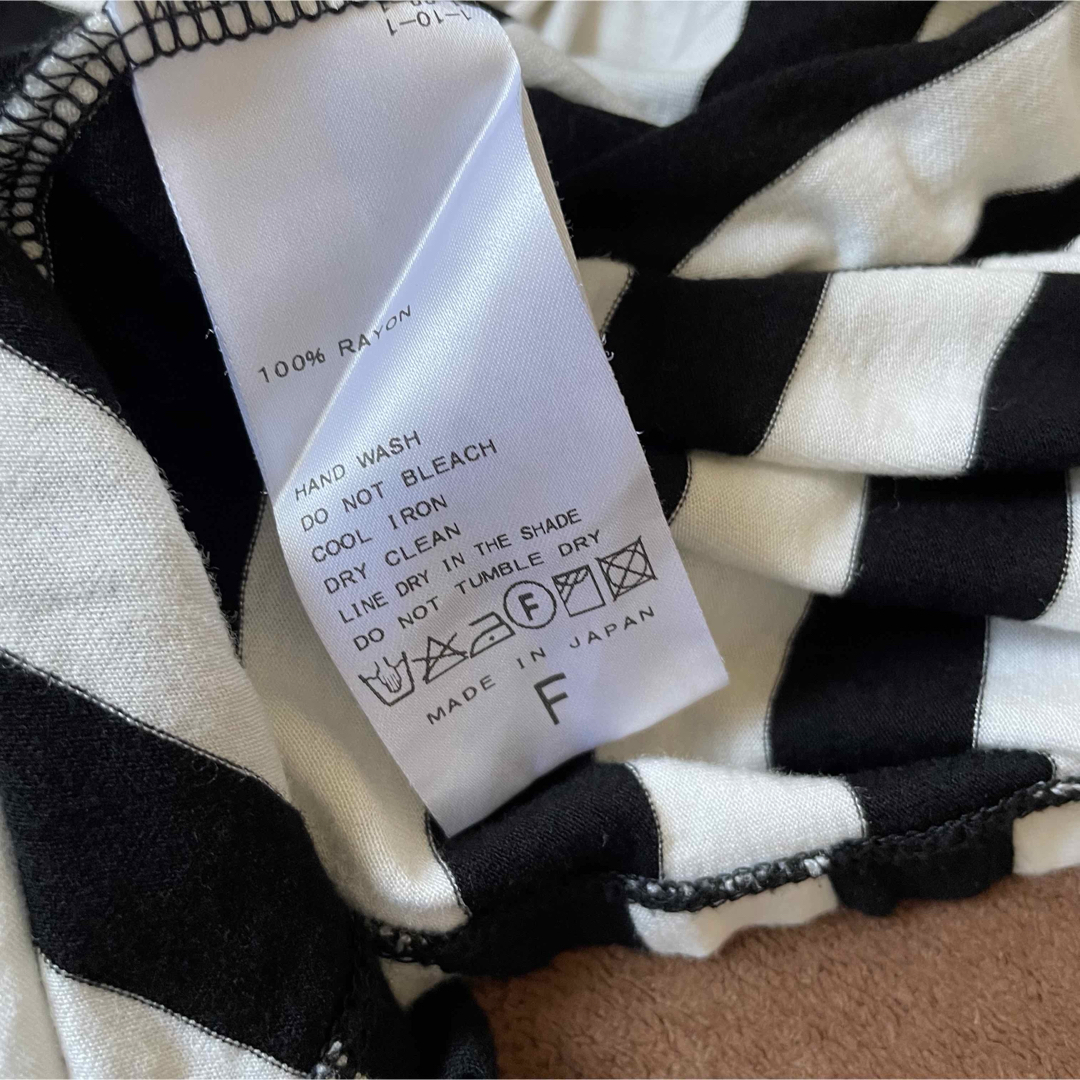 100% RAYON
HAND WASH
DO NOT BLEACH
COOL IRON
DRY CLEAN
LINE DRY IN THE SHADE
DO NOT TUMBLE DRY
F
MADE IN JAPAN
F